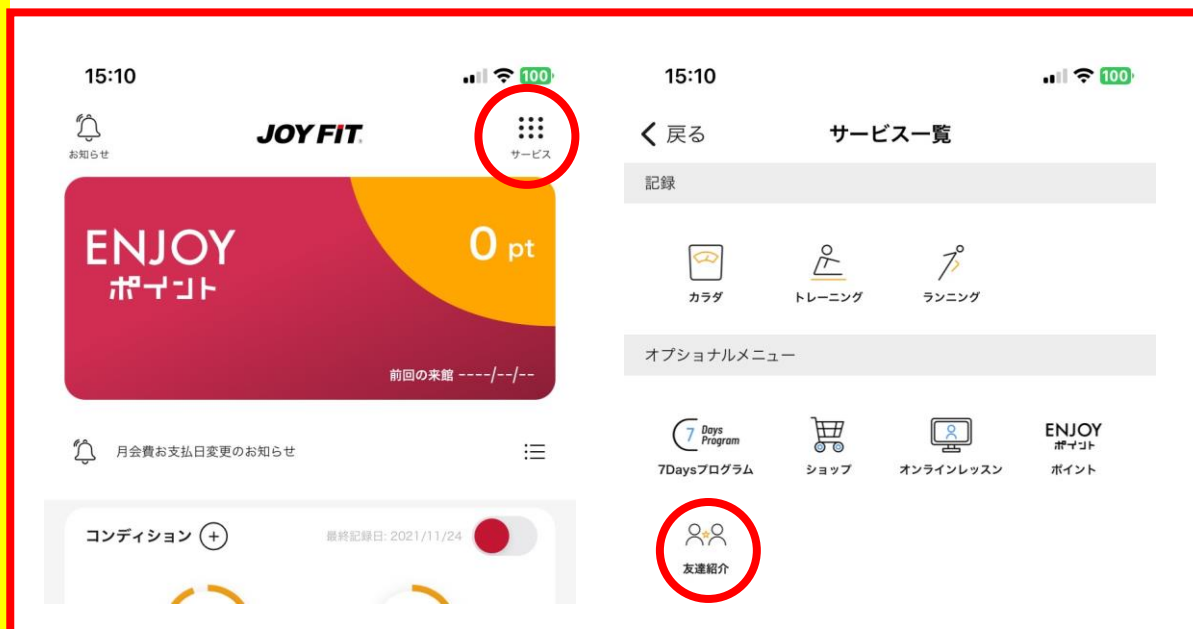 15:10
100
お知らせ
JOYFIT
サービス
ENJOY
ポイント
0 pt
前回の来館 ----/--/--
月会費お支払日変更のお知らせ
コンディション
最終記録日: 2021/11/24
15:10
100
戻る
サービス一覧
記録
カラダ
トレーニング
ランニング
オプショナルメニュー
7 Days Program
7Daysプログラム
ショップ
オンラインレッスン
ENJOY
ポイント
ポイント
友達紹介